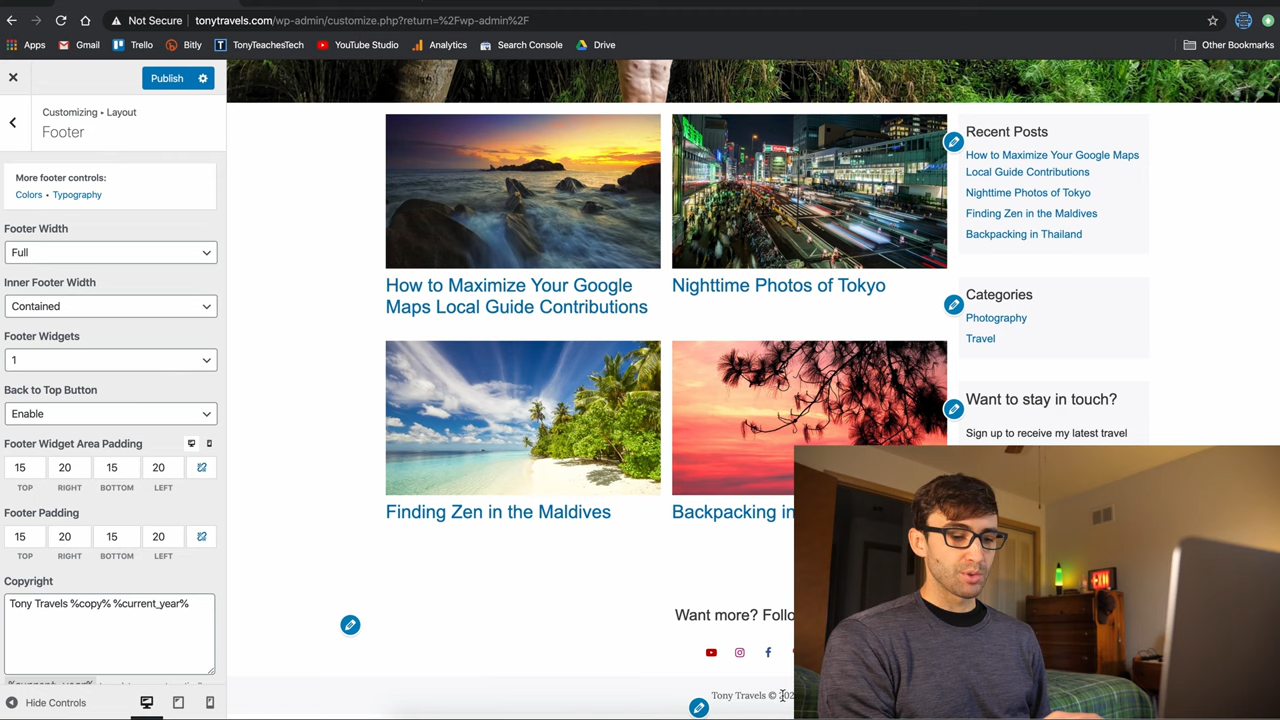 Not Secure tonytravels.com/wp-admin/customize.php?return=%2Fwp-admin%2F
Apps Gmail Trello Bitly TonyTeachesTech YouTube Studio Analytics Search Console Drive Other Bookmarks
Publish
Customizing ▸ Layout
Footer
More footer controls:
Colors • Typography
Footer Width
Full
Inner Footer Width
Contained
Footer Widgets
1
Back to Top Button
Enable
Footer Widget Area Padding
15 20 15 20
TOP RIGHT BOTTOM LEFT
Footer Padding
15 20 15 20
TOP RIGHT BOTTOM LEFT
Copyright
Tony Travels %copy% %current_year%
Hide Controls
How to Maximize Your Google
Maps Local Guide Contributions
Nighttime Photos of Tokyo
Finding Zen in the Maldives
Backpacking in
Want more? Follo
Tony Travels ©
Recent Posts
How to Maximize Your Google Maps
Local Guide Contributions
Nighttime Photos of Tokyo
Finding Zen in the Maldives
Backpacking in Thailand
Categories
Photography
Travel
Want to stay in touch?
Sign up to receive my latest travel